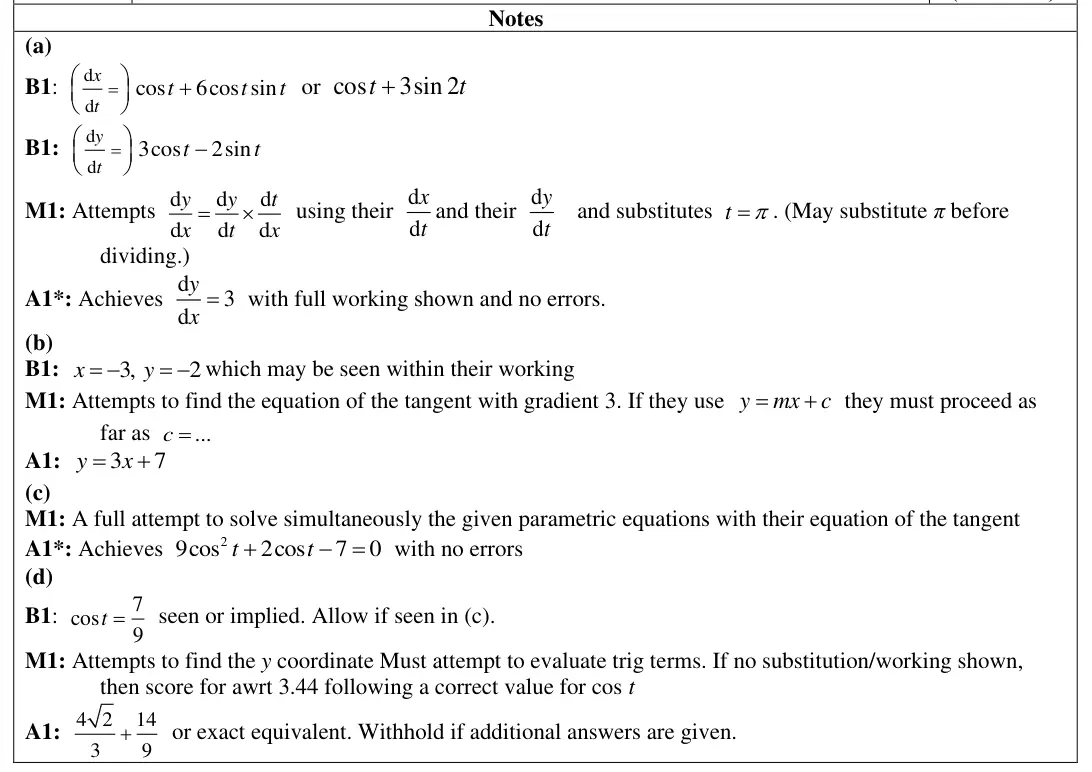 Notes
(a)
B1: (dx/dt =) cos t + 6cos t sin t or cos t + 3sin 2t
B1: (dy/dt =) 3cos t − 2sin t
M1: Attempts dy/dx = dy/dt × dt/dx using their dx/dt and their dy/dt and substitutes t = π. (May substitute π before
dividing.)
A1*: Achieves dy/dx = 3 with full working shown and no errors.
(b)
B1: x = −3, y = −2 which may be seen within their working
M1: Attempts to find the equation of the tangent with gradient 3. If they use y = mx + c they must proceed as
far as c = ...
A1: y = 3x + 7
(c)
M1: A full attempt to solve simultaneously the given parametric equations with their equation of the tangent
A1*: Achieves 9cos² t + 2cos t − 7 = 0 with no errors
(d)
B1: cos t = 7/9 seen or implied. Allow if seen in (c).
M1: Attempts to find the y coordinate Must attempt to evaluate trig terms. If no substitution/working shown,
then score for awrt 3.44 following a correct value for cos t
A1: 4√2/3 + 14/9 or exact equivalent. Withhold if additional answers are given.